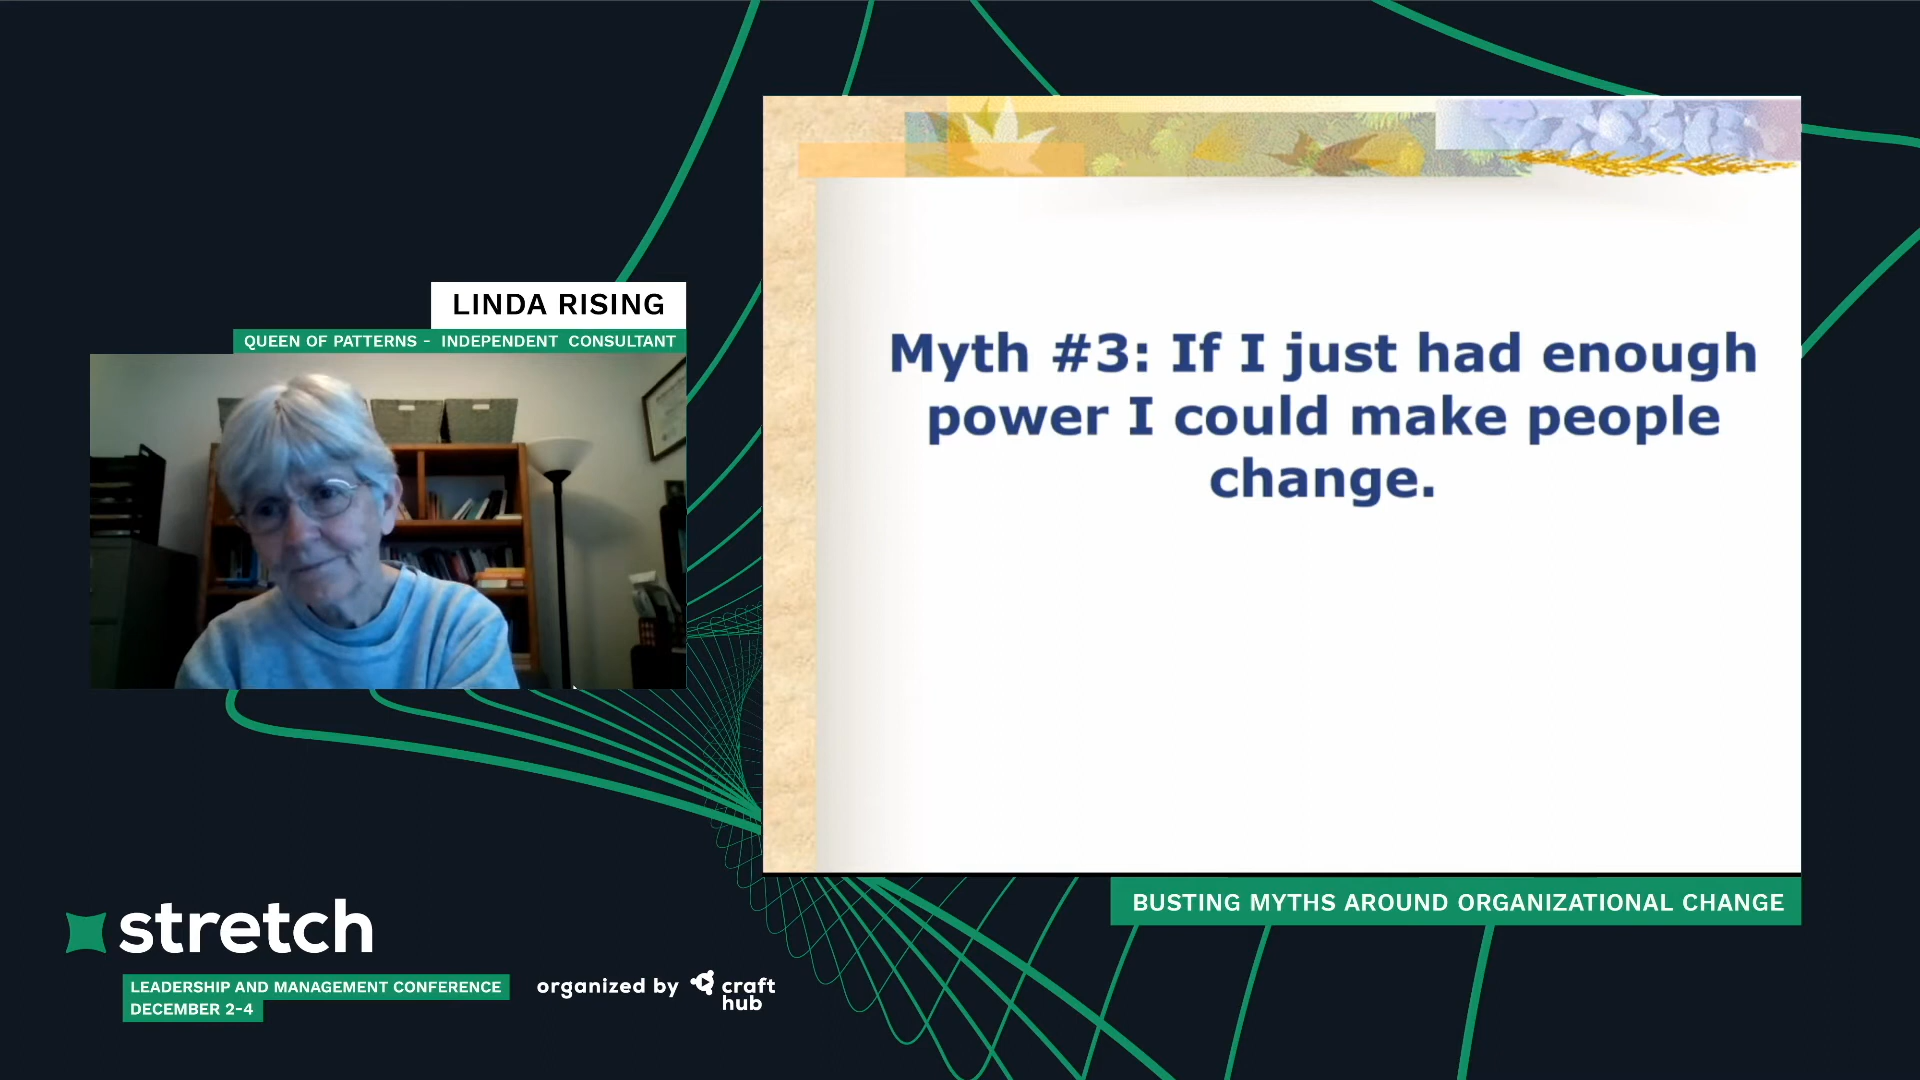 LINDA RISING
QUEEN OF PATTERNS - INDEPENDENT CONSULTANT
Myth #3: If I just had enough
power I could make people
change.
BUSTING MYTHS AROUND ORGANIZATIONAL CHANGE
stretch
LEADERSHIP AND MANAGEMENT CONFERENCE
DECEMBER 2-4
organized by craft
hub